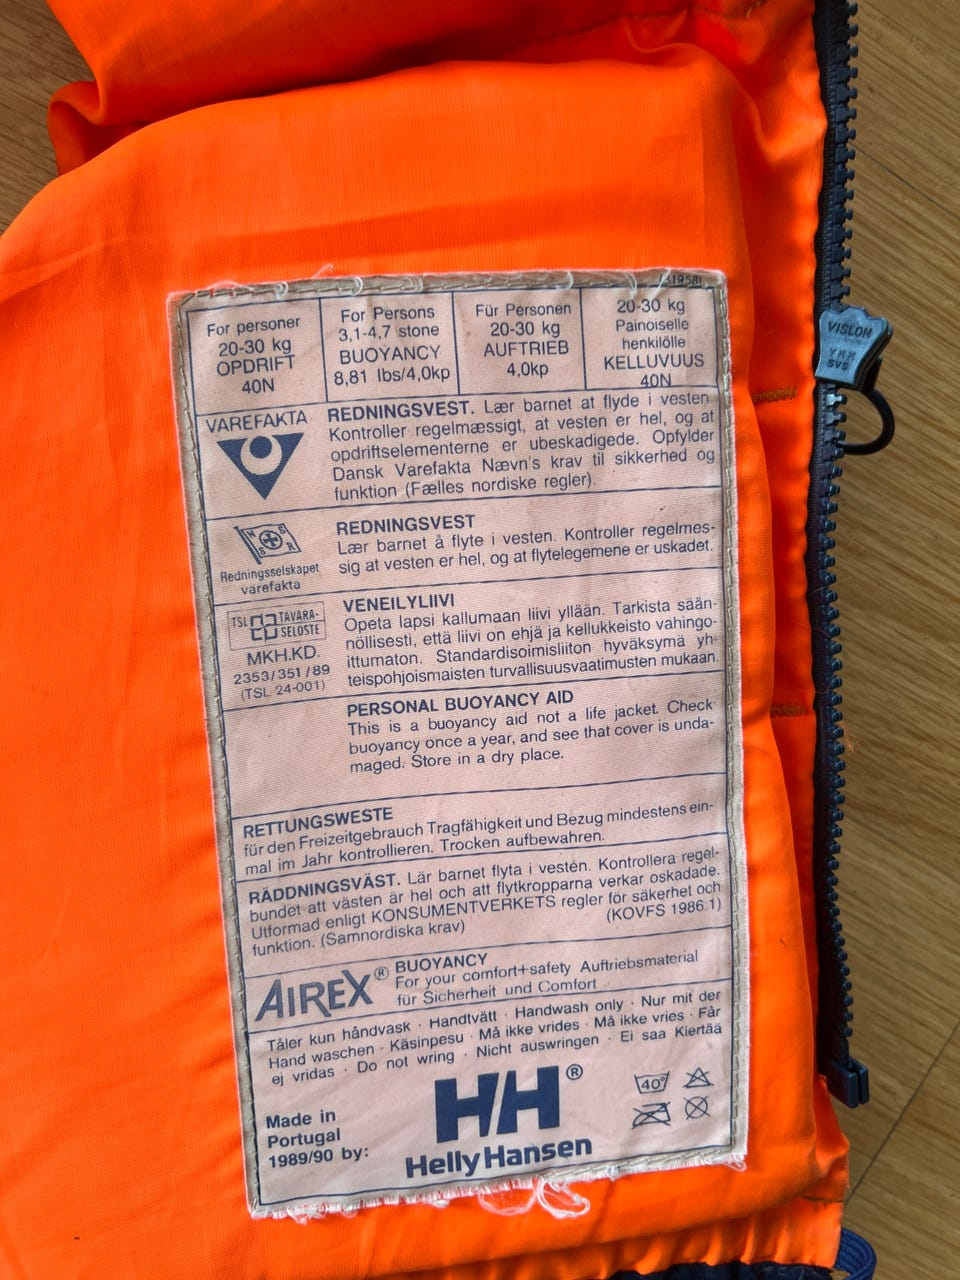 For personer
20-30 kg
OPDRIFT
40N
For Persons
3,1-4,7 stone
BUOYANCY
8,81 lbs/4,0kp
Für Personen
20-30 kg
AUFTRIEB
4,0kp
20-30 kg
Painoiselle
henkilölle
KELLUVUUS
40N
VAREFAKTA
REDNINGSVEST. Lær barnet at flyde i vesten
Kontroller regelmæssigt, at vesten er hel, og at
opdriftselementerne er ubeskadigede. Opfylder
Dansk Varefakta Nævn's krav til sikkerhed og
funktion (Fælles nordiske regler).
Redningsselskapet
varefakta
REDNINGSVEST
Lær barnet å flyte i vesten. Kontroller regelmes-
sig at vesten er hel, og at flytelegemene er uskadet.
TSL TAVARA-
SELOSTE
MKH.KD.
2353/351/89
(TSL 24-001)
VENEILYLIIVI
Opeta lapsi kallumaan liivi yllään. Tarkista sään-
nöllisesti, että liivi on ehjä ja kellukkeisto vahingo-
ittumaton. Standardisoimisliiton hyväksymä yh-
teispohjoismaisten turvallisuusvaatimusten mukaan.
PERSONAL BUOYANCY AID
This is a buoyancy aid not a life jacket. Check
buoyancy once a year, and see that cover is unda-
maged. Store in a dry place.
RETTUNGSWESTE
für den Freizeitgebrauch Tragfähigkeit und Bezug mindestens ein-
mal im Jahr kontrollieren. Trocken aufbewahren.
RÄDDNINGSVÄST. Lär barnet flyta i vesten. Kontrollera regel-
bundet att västen är hel och att flytkropparna verkar oskadade.
Utformad enligt KONSUMENTVERKETS regler för säkerhet och
funktion. (Samnordiska krav) (KOVFS 1986.1)
AIREX® BUOYANCY
For your comfort+safety Auftriebsmaterial
für Sicherheit und Comfort
Tåler kun håndvask · Handtvätt · Handwash only · Nur mit der
Hand waschen · Käsinpesu · Må ikke vrides · Må ikke vries · Får
ej vridas · Do not wring · Nicht auswringen · Ei saa Kiertää
HH®
Helly Hansen
Made in
Portugal
1989/90 by:
40°
VISLON
YKK
5VS